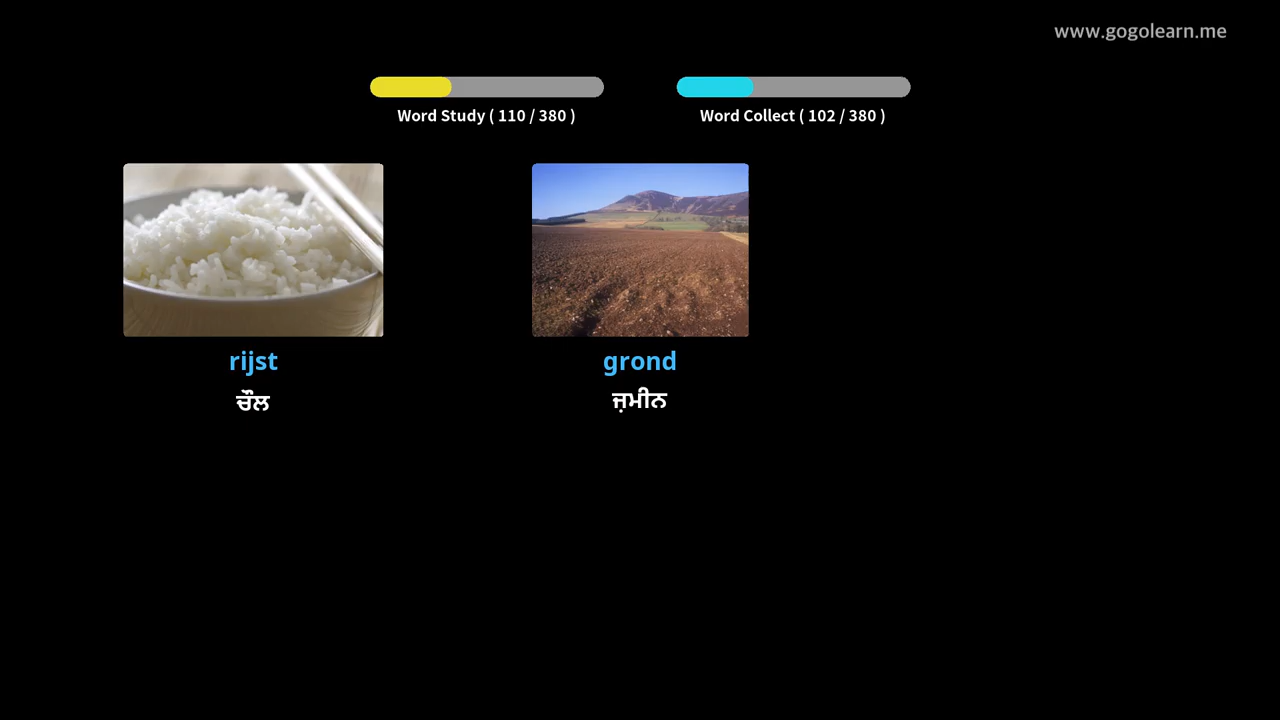 www.gogolearn.me
Word Study ( 110 / 380 )
Word Collect ( 102 / 380 )
rijst
ਚੌਲ
grond
ਜ਼ਮੀਨ